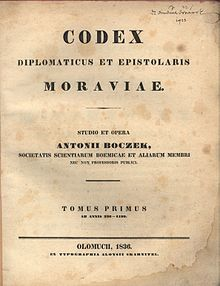 CODEX
DIPLOMATICUS ET EPISTOLARIS
MORAVIAE.
STUDIO ET OPERA
ANTONII BOCZEK,
SOCIETATIS SCIENTIARUM BOEMICAE ET ALIARUM MEMBRI
NEC NON PROFESSORIS PUBLICI.
TOMUS PRIMUS
AB ANNIS 396—1199.
OLOMUCII, 1836.
EX TYPOGRAPHIA ALOYSII SKARNITZL.